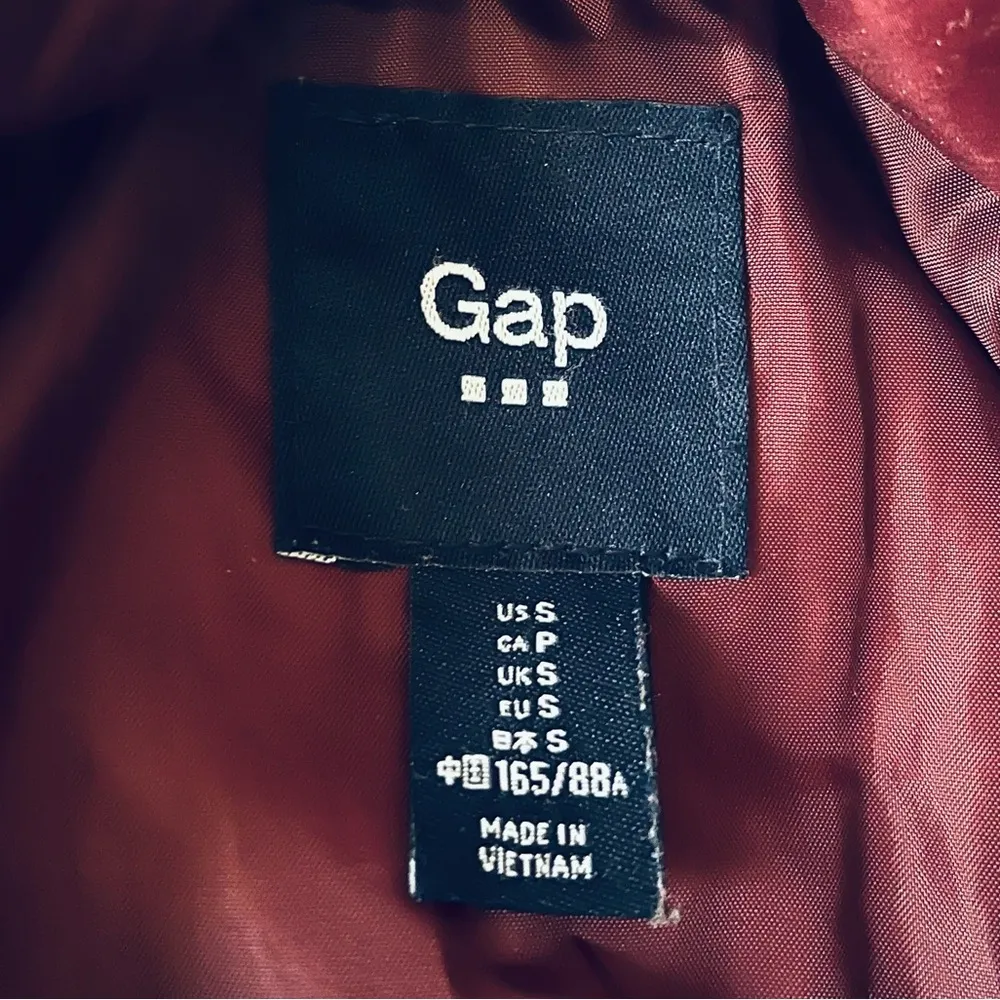 Gap
US S
CA P
UK S
EU S
日本 S
中国 165/88A
MADE IN
VIETNAM